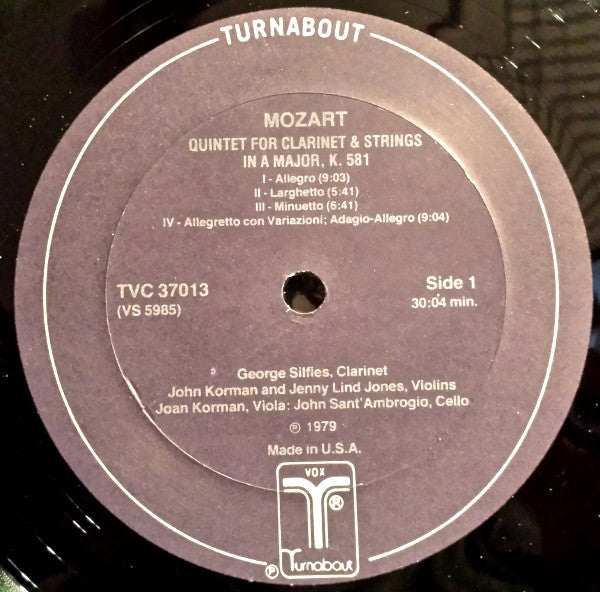 TURNABOUT
MOZART
QUINTET FOR CLARINET & STRINGS
IN A MAJOR, K. 581
I - Allegro (9:03)
II - Larghetto (5:41)
III - Minuetto (6:41)
IV - Allegretto con Variazioni; Adagio-Allegro (9:04)
TVC 37013
(VS 5985)
Side 1
30:04 min.
George Silfies, Clarinet
John Korman and Jenny Lind Jones, Violins
Joan Korman, Viola: John Sant'Ambrogio, Cello
℗ 1979
Made in U.S.A.
VOX
®
℗ Turnabout